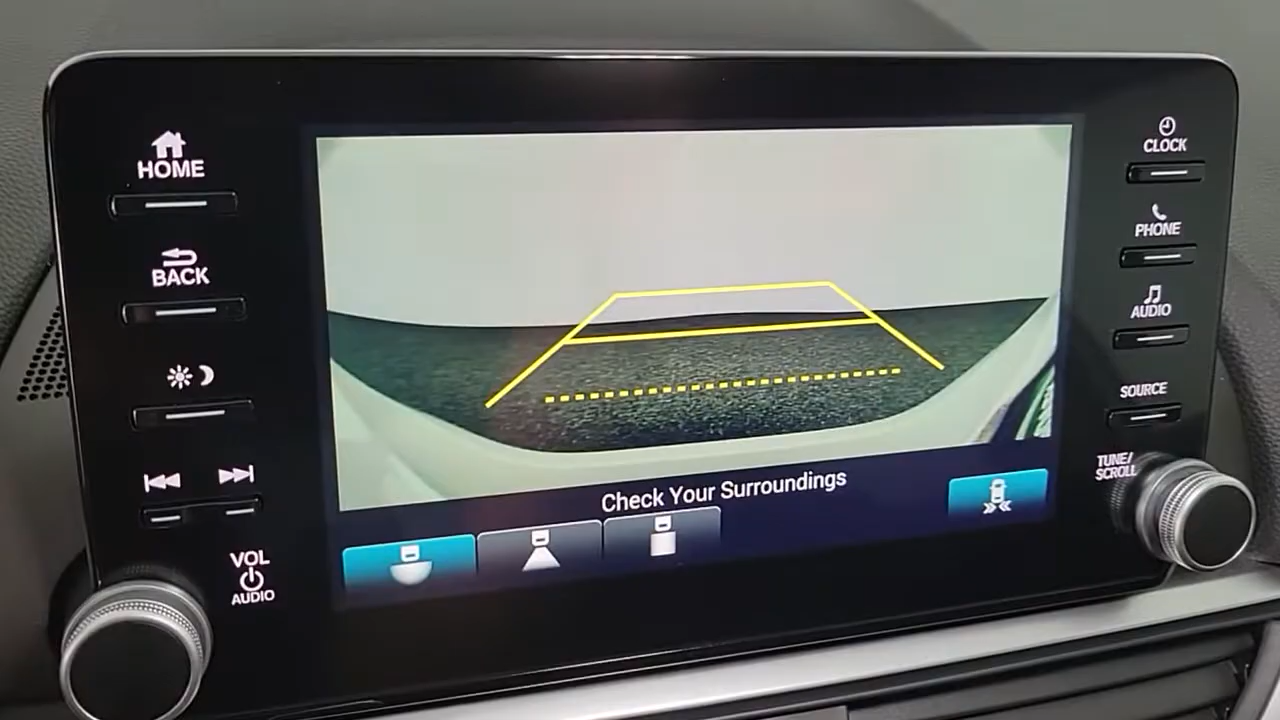 HOME
BACK
VOL
AUDIO
Check Your Surroundings
CLOCK
PHONE
AUDIO
SOURCE
TUNE/
SCROLL